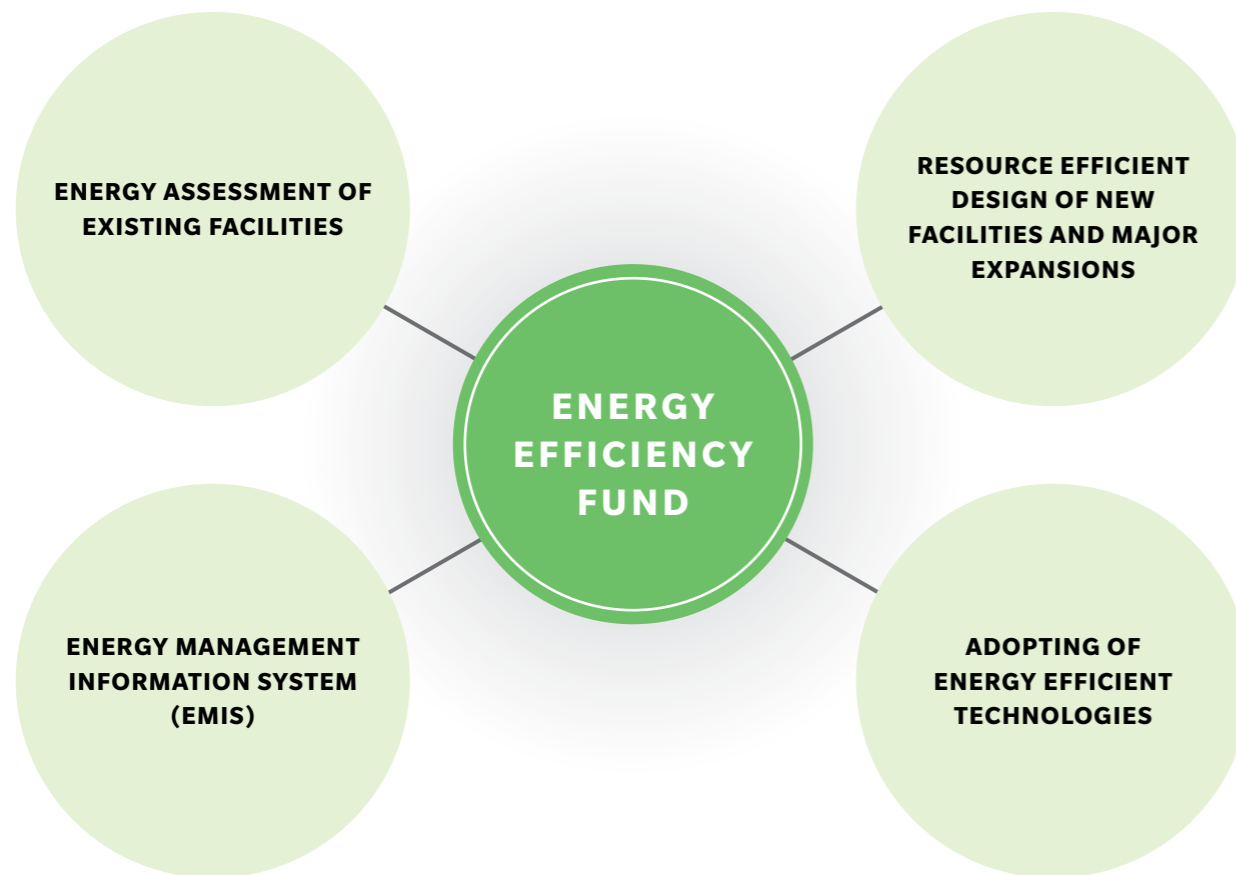 ENERGY ASSESSMENT OF
EXISTING FACILITIES
RESOURCE EFFICIENT
DESIGN OF NEW
FACILITIES AND MAJOR
EXPANSIONS
ENERGY
EFFICIENCY
FUND
ENERGY MANAGEMENT
INFORMATION SYSTEM
(EMIS)
ADOPTING OF
ENERGY EFFICIENT
TECHNOLOGIES